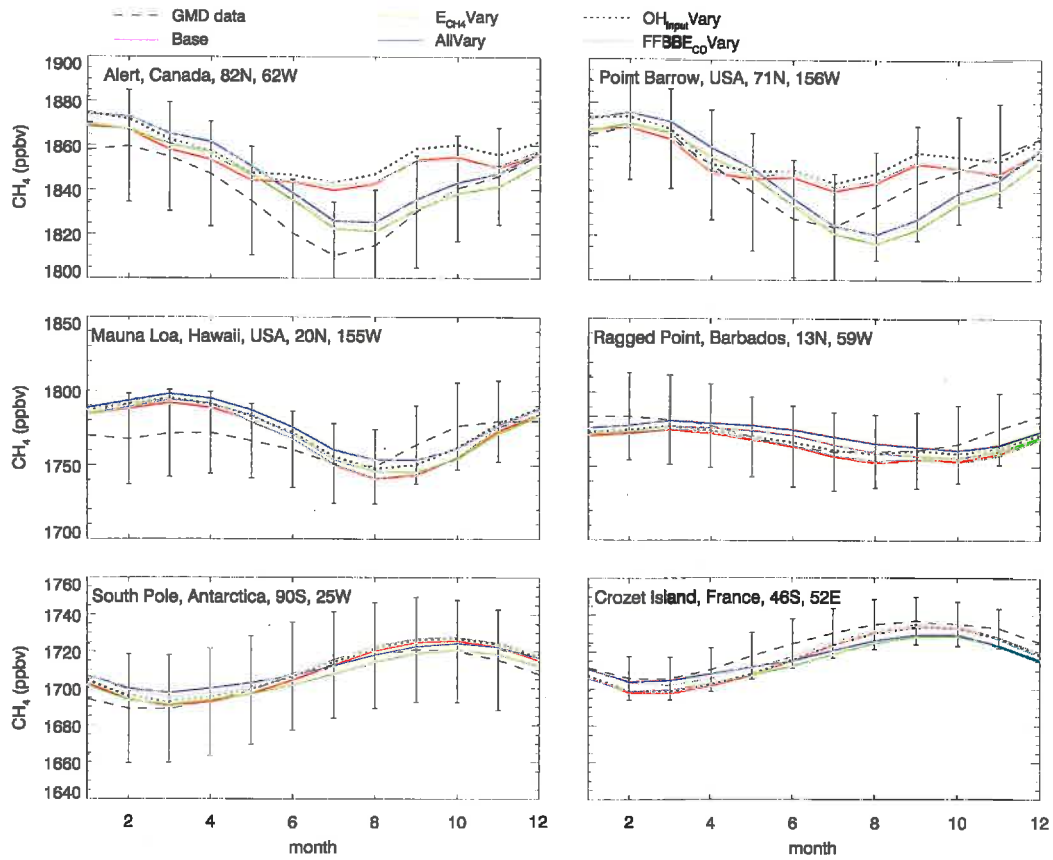 GMD data
E_CH4 Vary
OH_Input Vary
Base
AllVary
FFBBE_CO Vary
Alert, Canada, 82N, 62W
Point Barrow, USA, 71N, 156W
CH4 (ppbv)
1900
1880
1860
1840
1820
1800
Mauna Loa, Hawaii, USA, 20N, 155W
Ragged Point, Barbados, 13N, 59W
CH4 (ppbv)
1850
1800
1750
1700
South Pole, Antarctica, 90S, 25W
Crozet Island, France, 46S, 52E
CH4 (ppbv)
1760
1740
1720
1700
1680
1660
1640
2 4 6 8 10 12
2 4 6 8 10 12
month
month